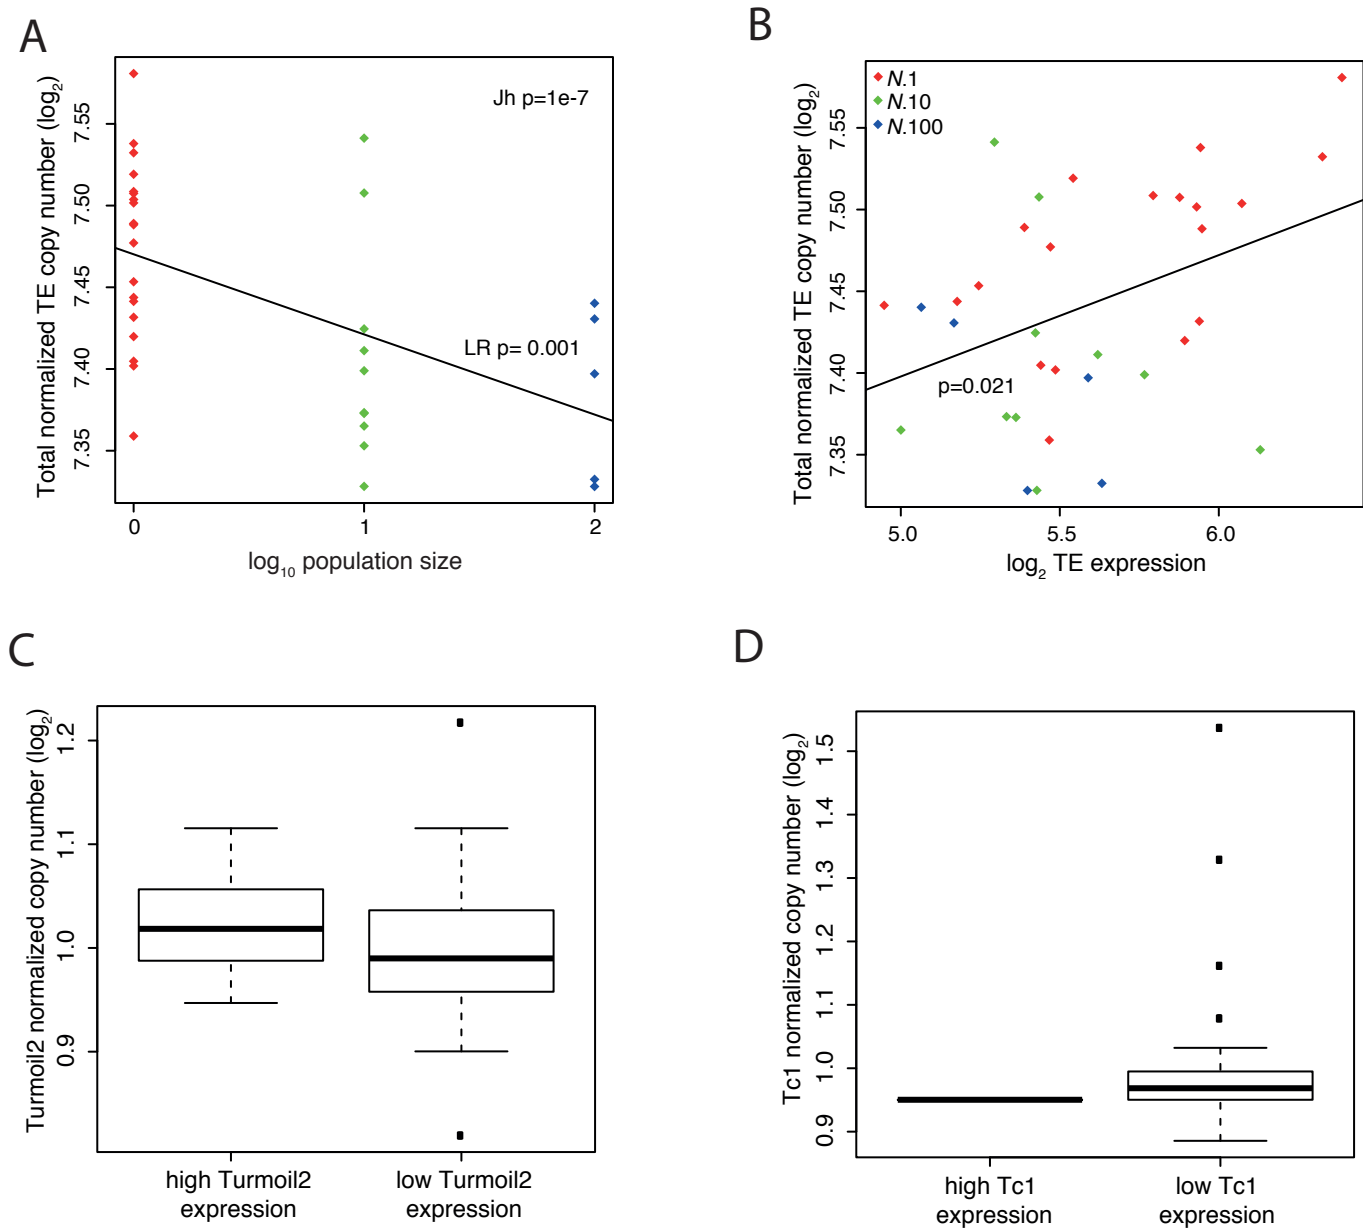 A
Total normalized TE copy number (log2)
7.55
7.50
7.45
7.40
7.35
Jh p=1e-7
LR p= 0.001
0 1 2
log10 population size
B
Total normalized TE copy number (log2)
7.55
7.50
7.45
7.40
7.35
N.1
N.10
N.100
p=0.021
5.0 5.5 6.0
log2 TE expression
C
Turmoil2 normalized copy number (log2)
1.2
1.1
1.0
0.9
high Turmoil2
expression
low Turmoil2
expression
D
Tc1 normalized copy number (log2)
1.5
1.4
1.3
1.2
1.1
1.0
0.9
high Tc1
expression
low Tc1
expression